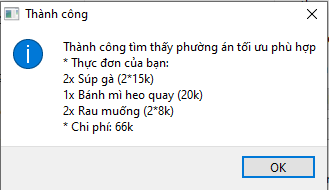 Thành công
Thành công tìm thấy phường án tối ưu phù hợp
* Thực đơn của bạn:
2x Súp gà (2*15k)
1x Bánh mì heo quay (20k)
2x Rau muống (2*8k)
* Chi phí: 66k
OK